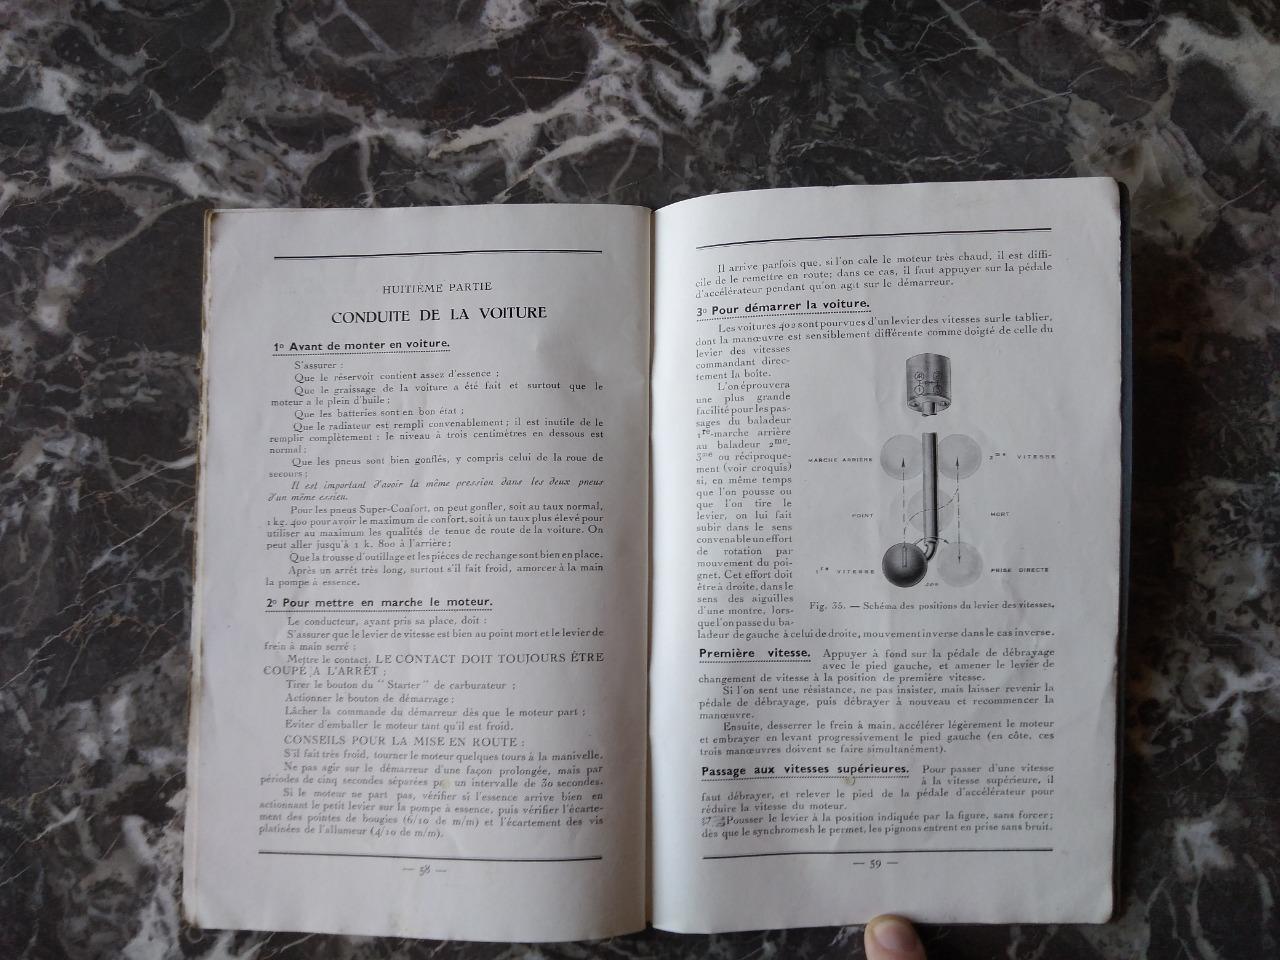 HUITIÈME PARTIE
CONDUITE DE LA VOITURE
1º Avant de monter en voiture.
S'assurer :
Que le réservoir contient assez d'essence ;
Que le graissage de la voiture a été fait et surtout que le
moteur a le plein d'huile ;
Que les batteries sont en bon état ;
Que le radiateur est rempli convenablement ; il est inutile de le
remplir complètement : le niveau à trois centimètres en dessous est
normal ;
Que les pneus sont bien gonflés, y compris celui de la roue de
secours ;
Il est important d'avoir la même pression dans les deux pneus
d'un même essieu.
Pour les pneus Super-Confort, on peut gonfler, soit au taux normal,
1 kg. 400 pour avoir le maximum de confort, soit à un taux plus élevé pour
utiliser au maximum les qualités de tenue de route de la voiture. On
peut aller jusqu'à 1 k. 800 à l'arrière ;
Que la trousse d'outillage et les pièces de rechange sont bien en place.
Après un arrêt très long, surtout s'il fait froid, amorcer à la main
la pompe à essence.
2º Pour mettre en marche le moteur.
Le conducteur, ayant pris sa place, doit :
S'assurer que le levier de vitesse est bien au point mort et le levier de
frein à main serré ;
Mettre le contact. LE CONTACT DOIT TOUJOURS ÊTRE
COUPÉ A L'ARRÊT ;
Tirer le bouton du "Starter" de carburateur ;
Actionner le bouton de démarrage ;
Lâcher la commande du démarreur dès que le moteur part ;
Eviter d'emballer le moteur tant qu'il est froid.
CONSEILS POUR LA MISE EN ROUTE :
S'il fait très froid, tourner le moteur quelques tours à la manivelle.
Ne pas agir sur le démarreur d'une façon prolongée, mais par
périodes de cinq secondes séparées par un intervalle de 30 secondes.
Si le moteur ne part pas, vérifier si l'essence arrive bien en
actionnant le petit levier sur la pompe à essence, puis vérifier l'écarte-
ment des pointes de bougies (6/10 de m/m) et l'écartement des vis
platinées de l'allumeur (4/10 de m/m).
— 58 —
Il arrive parfois que, si l'on cale le moteur très chaud, il est diffi-
cile de le remettre en route ; dans ce cas, il faut appuyer sur la pédale
d'accélérateur pendant qu'on agit sur le démarreur.
3º Pour démarrer la voiture.
Les voitures 402 sont pourvues d'un levier des vitesses sur le tablier,
dont la manœuvre est sensiblement différente comme doigté de celle du
levier des vitesses
commandant direc-
tement la boîte.
L'on éprouvera
une plus grande
facilité pour les pas-
sages du baladeur
1re-marche arrière
au baladeur 2me-
3me ou réciproque-
ment (voir croquis)
si, en même temps
que l'on pousse ou
que l'on tire le
levier, on lui fait
subir dans le sens
convenable un effort
de rotation par
mouvement du poi-
gnet. Cet effort doit
être à droite, dans le
sens des aiguilles
d'une montre, lors-
que l'on passe du ba-
ladeur de gauche à celui de droite, mouvement inverse dans le cas inverse.
MARCHE ARRIÈRE
2me VITESSE
POINT
MORT
1re VITESSE
PRISE DIRECTE
Fig. 35. — Schéma des positions du levier des vitesses.
Première vitesse. Appuyer à fond sur la pédale de débrayage
avec le pied gauche, et amener le levier de
changement de vitesse à la position de première vitesse.
Si l'on sent une résistance, ne pas insister, mais laisser revenir la
pédale de débrayage, puis débrayer à nouveau et recommencer la
manœuvre.
Ensuite, desserrer le frein à main, accélérer légèrement le moteur
et embrayer en levant progressivement le pied gauche (en côte, ces
trois manœuvres doivent se faire simultanément).
Passage aux vitesses supérieures. Pour passer d'une vitesse
à la vitesse supérieure, il
faut débrayer, et relever le pied de la pédale d'accélérateur pour
réduire la vitesse du moteur.
Pousser le levier à la position indiquée par la figure, sans forcer ;
dès que le synchromesh le permet, les pignons entrent en prise sans bruit.
— 59 —